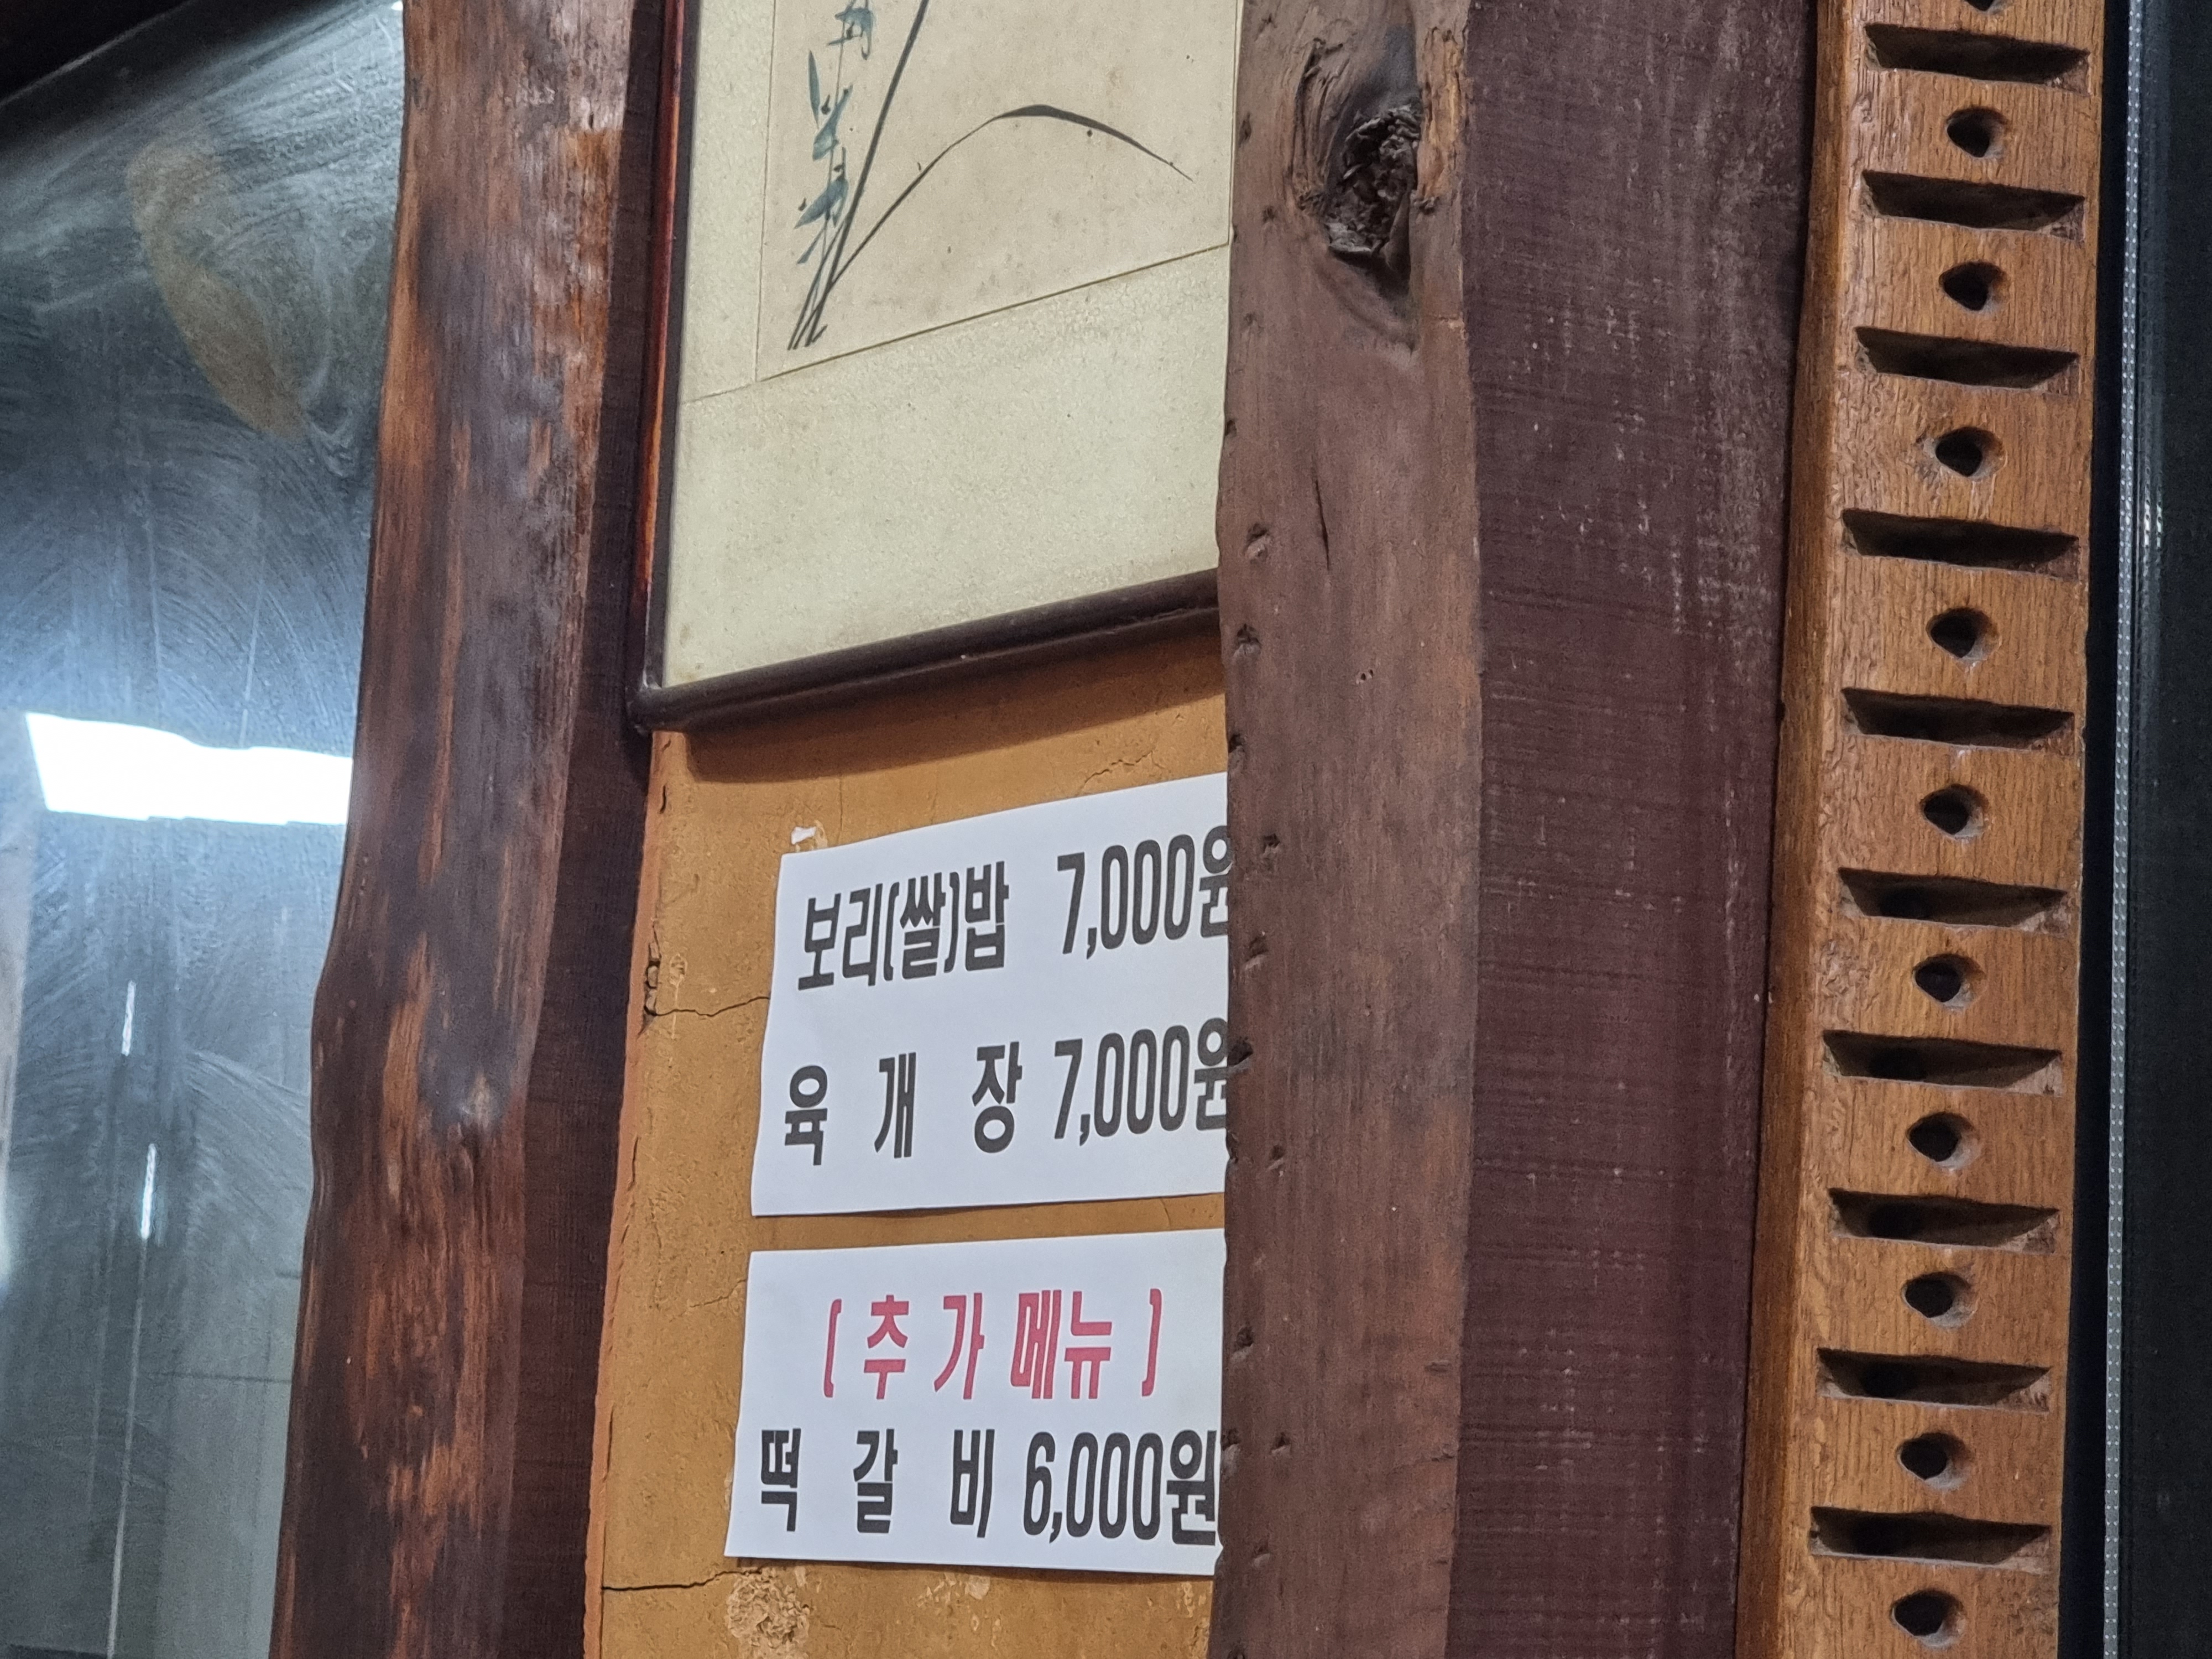 보리(쌀)밥 7,000원
육 개 장 7,000원
( 추 가 메뉴 )
떡 갈 비 6,000원